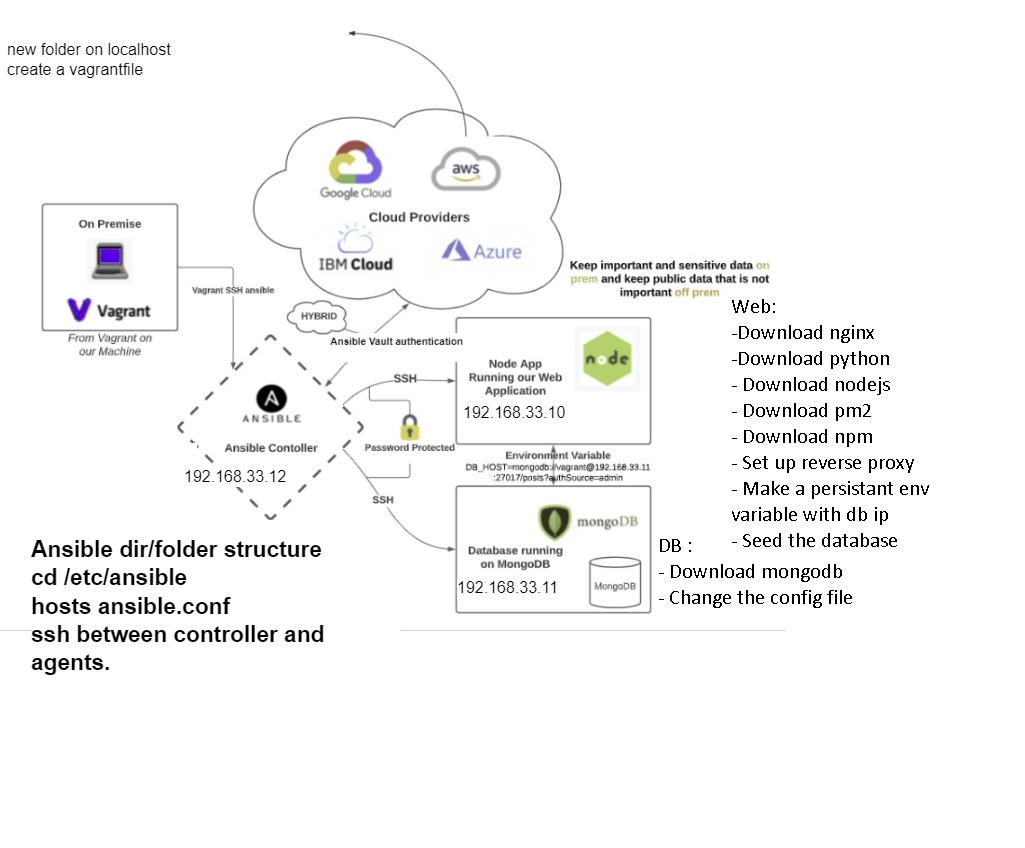 new folder on localhost
create a vagrantfile
Google Cloud
aws
Cloud Providers
IBM Cloud
Azure
On Premise
Vagrant
From Vagrant on
our Machine
Vagrant SSH ansible
HYBRID
Ansible Vault authentication
Keep important and sensitive data on
prem and keep public data that is not
important off prem
ANSIBLE
Ansible Contoller
192.168.33.12
SSH
Password Protected
SSH
Node App
Running our Web
Application
node
192.168.33.10
Environment Variable
DB_HOST=mongodb://vagrant@192.168.33.11
:27017/posts?authSource=admin
mongoDB
Database running
on MongoDB
192.168.33.11
MongoDB
Web:
-Download nginx
-Download python
- Download nodejs
- Download pm2
- Download npm
- Set up reverse proxy
- Make a persistant env
variable with db ip
- Seed the database
DB :
- Download mongodb
- Change the config file
Ansible dir/folder structure
cd /etc/ansible
hosts ansible.conf
ssh between controller and
agents.